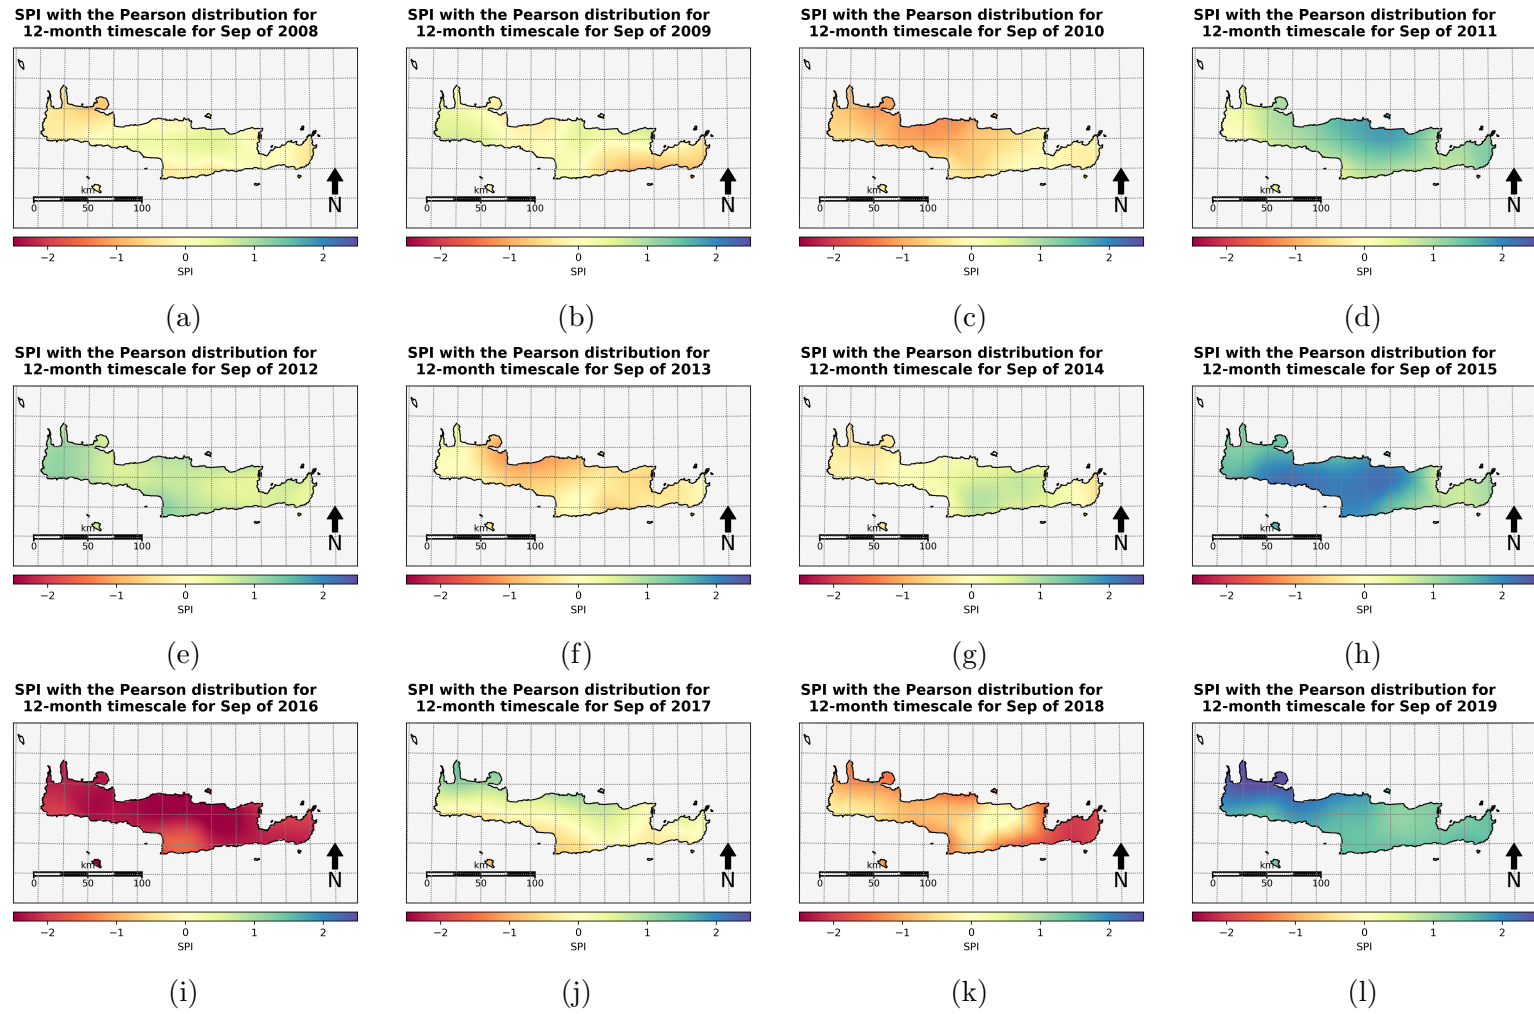 SPI with the Pearson distribution for
12-month timescale for Sep of 2008
km
0 50 100
N
−2 −1 0 1 2
SPI
(a)
SPI with the Pearson distribution for
12-month timescale for Sep of 2009
km
0 50 100
N
−2 −1 0 1 2
SPI
(b)
SPI with the Pearson distribution for
12-month timescale for Sep of 2010
km
0 50 100
N
−2 −1 0 1 2
SPI
(c)
SPI with the Pearson distribution for
12-month timescale for Sep of 2011
km
0 50 100
N
−2 −1 0 1 2
SPI
(d)
SPI with the Pearson distribution for
12-month timescale for Sep of 2012
km
0 50 100
N
−2 −1 0 1 2
SPI
(e)
SPI with the Pearson distribution for
12-month timescale for Sep of 2013
km
0 50 100
N
−2 −1 0 1 2
SPI
(f)
SPI with the Pearson distribution for
12-month timescale for Sep of 2014
km
0 50 100
N
−2 −1 0 1 2
SPI
(g)
SPI with the Pearson distribution for
12-month timescale for Sep of 2015
km
0 50 100
N
−2 −1 0 1 2
SPI
(h)
SPI with the Pearson distribution for
12-month timescale for Sep of 2016
km
0 50 100
N
−2 −1 0 1 2
SPI
(i)
SPI with the Pearson distribution for
12-month timescale for Sep of 2017
km
0 50 100
N
−2 −1 0 1 2
SPI
(j)
SPI with the Pearson distribution for
12-month timescale for Sep of 2018
km
0 50 100
N
−2 −1 0 1 2
SPI
(k)
SPI with the Pearson distribution for
12-month timescale for Sep of 2019
km
0 50 100
N
−2 −1 0 1 2
SPI
(l)